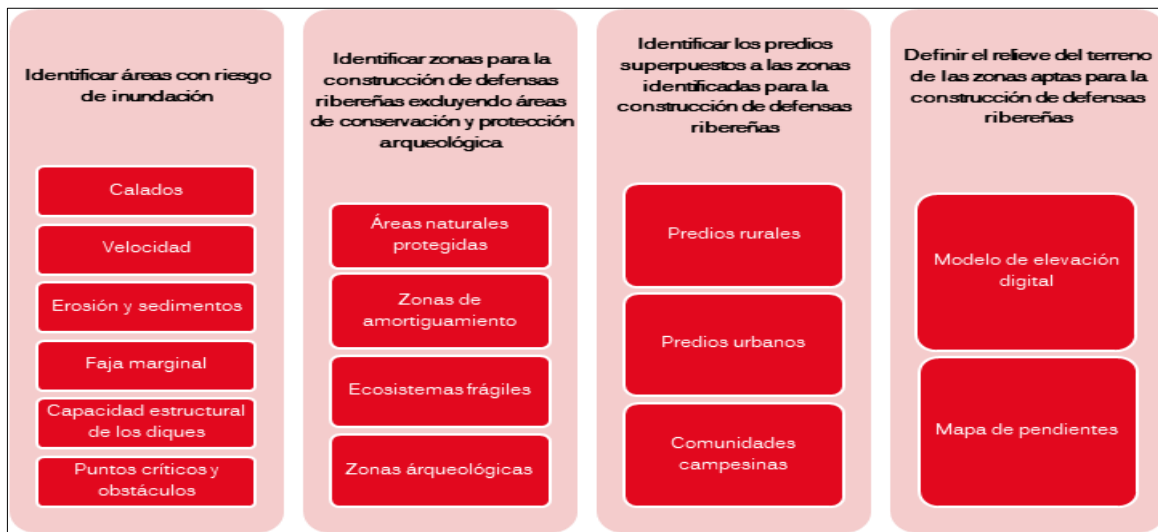 Identificar áreas con riesgo
de inundación
Calados
Velocidad
Erosión y sedimentos
Faja marginal
Capacidad estructural
de los diques
Puntos críticos y
obstáculos
Identificar zonas para la
construcción de defensas
ribereñas excluyendo áreas
de conservación y protección
arqueológica
Áreas naturales
protegidas
Zonas de
amortiguamiento
Ecosistemas frágiles
Zonas árqueológicas
Identificar los predios
superpuestos a las zonas
identificadas para la
construcción de defensas
ribereñas
Predios rurales
Predios urbanos
Comunidades
campesinas
Definir el relieve del terreno
de las zonas aptas para la
construcción de defensas
ribereñas
Modelo de elevación
digital
Mapa de pendientes